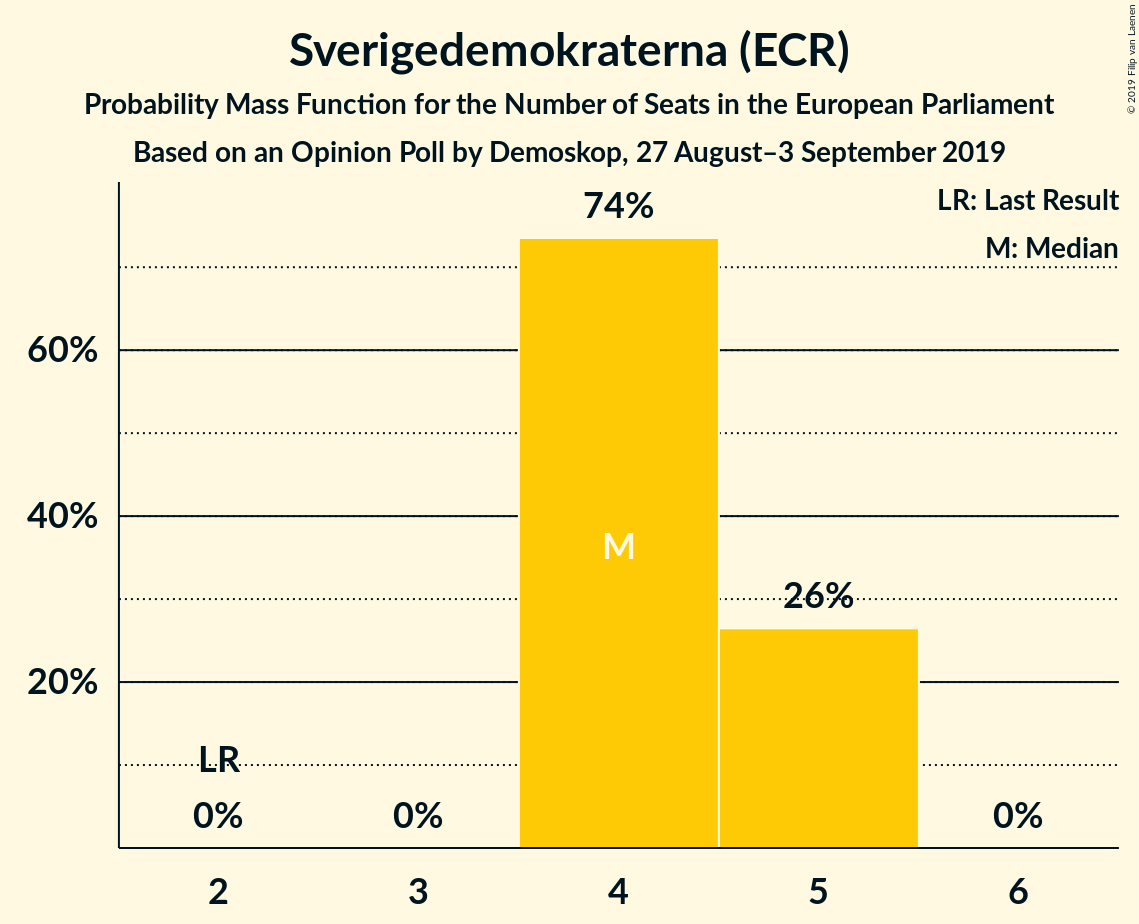 Sverigedemokraterna (ECR)
Probability Mass Function for the Number of Seats in the European Parliament
Based on an Opinion Poll by Demoskop, 27 August–3 September 2019
© 2019 Filip van Laenen
LR: Last Result
M: Median
74%
60%
M
40%
26%
20%
LR
0%
0%
0%
2
3
4
5
6